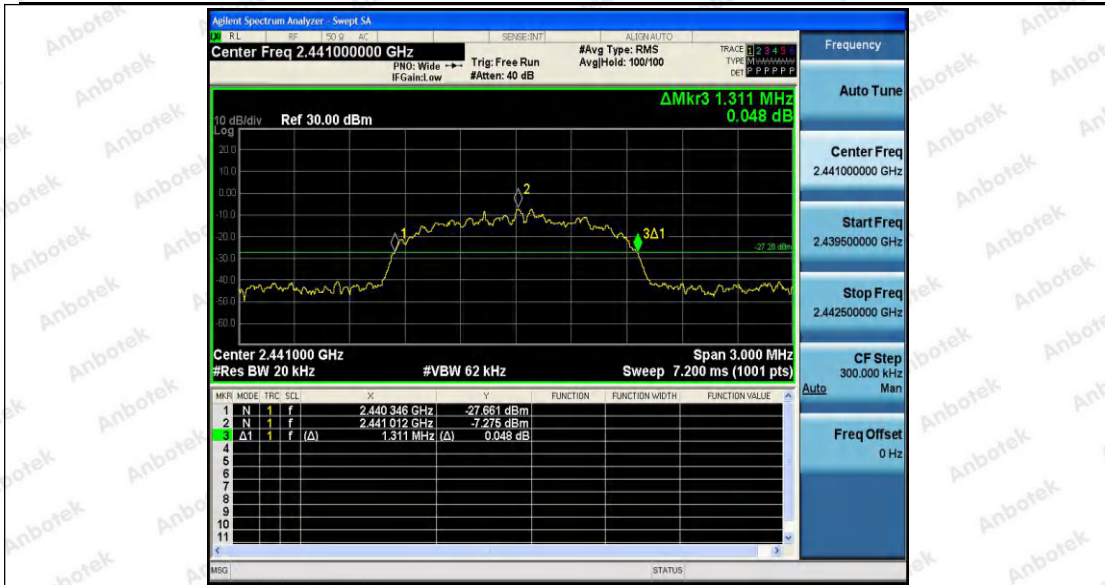 Agilent Spectrum Analyzer - Swept SA
RL RF 50 Ω AC SENSE:INT ALIGN AUTO
Center Freq 2.441000000 GHz
PNO: Wide
IFGain:Low
Trig: Free Run
#Atten: 40 dB
#Avg Type: RMS
Avg|Hold: 100/100
TRACE 1 2 3 4 5 6
TYPE M
DET P P P P P P
ΔMkr3 1.311 MHz
0.048 dB
10 dB/div Ref 30.00 dBm
Log
20.0
10.0
0.00
-10.0
-20.0
-30.0
-40.0
-50.0
-60.0
1
2
3Δ1
-27.28 dBm
Center 2.441000 GHz Span 3.000 MHz
#Res BW 20 kHz #VBW 62 kHz Sweep 7.200 ms (1001 pts)
MKR MODE TRC SCL X Y FUNCTION FUNCTION WIDTH FUNCTION VALUE
1 N 1 f 2.440 346 GHz -27.661 dBm
2 N 1 f 2.441 012 GHz -7.275 dBm
3 Δ1 1 f (Δ) 1.311 MHz (Δ) 0.048 dB
4
5
6
7
8
9
10
11
MSG STATUS
Frequency
Auto Tune
Center Freq
2.441000000 GHz
Start Freq
2.439500000 GHz
Stop Freq
2.442500000 GHz
CF Step
300.000 kHz
Auto Man
Freq Offset
0 Hz
Anbotek